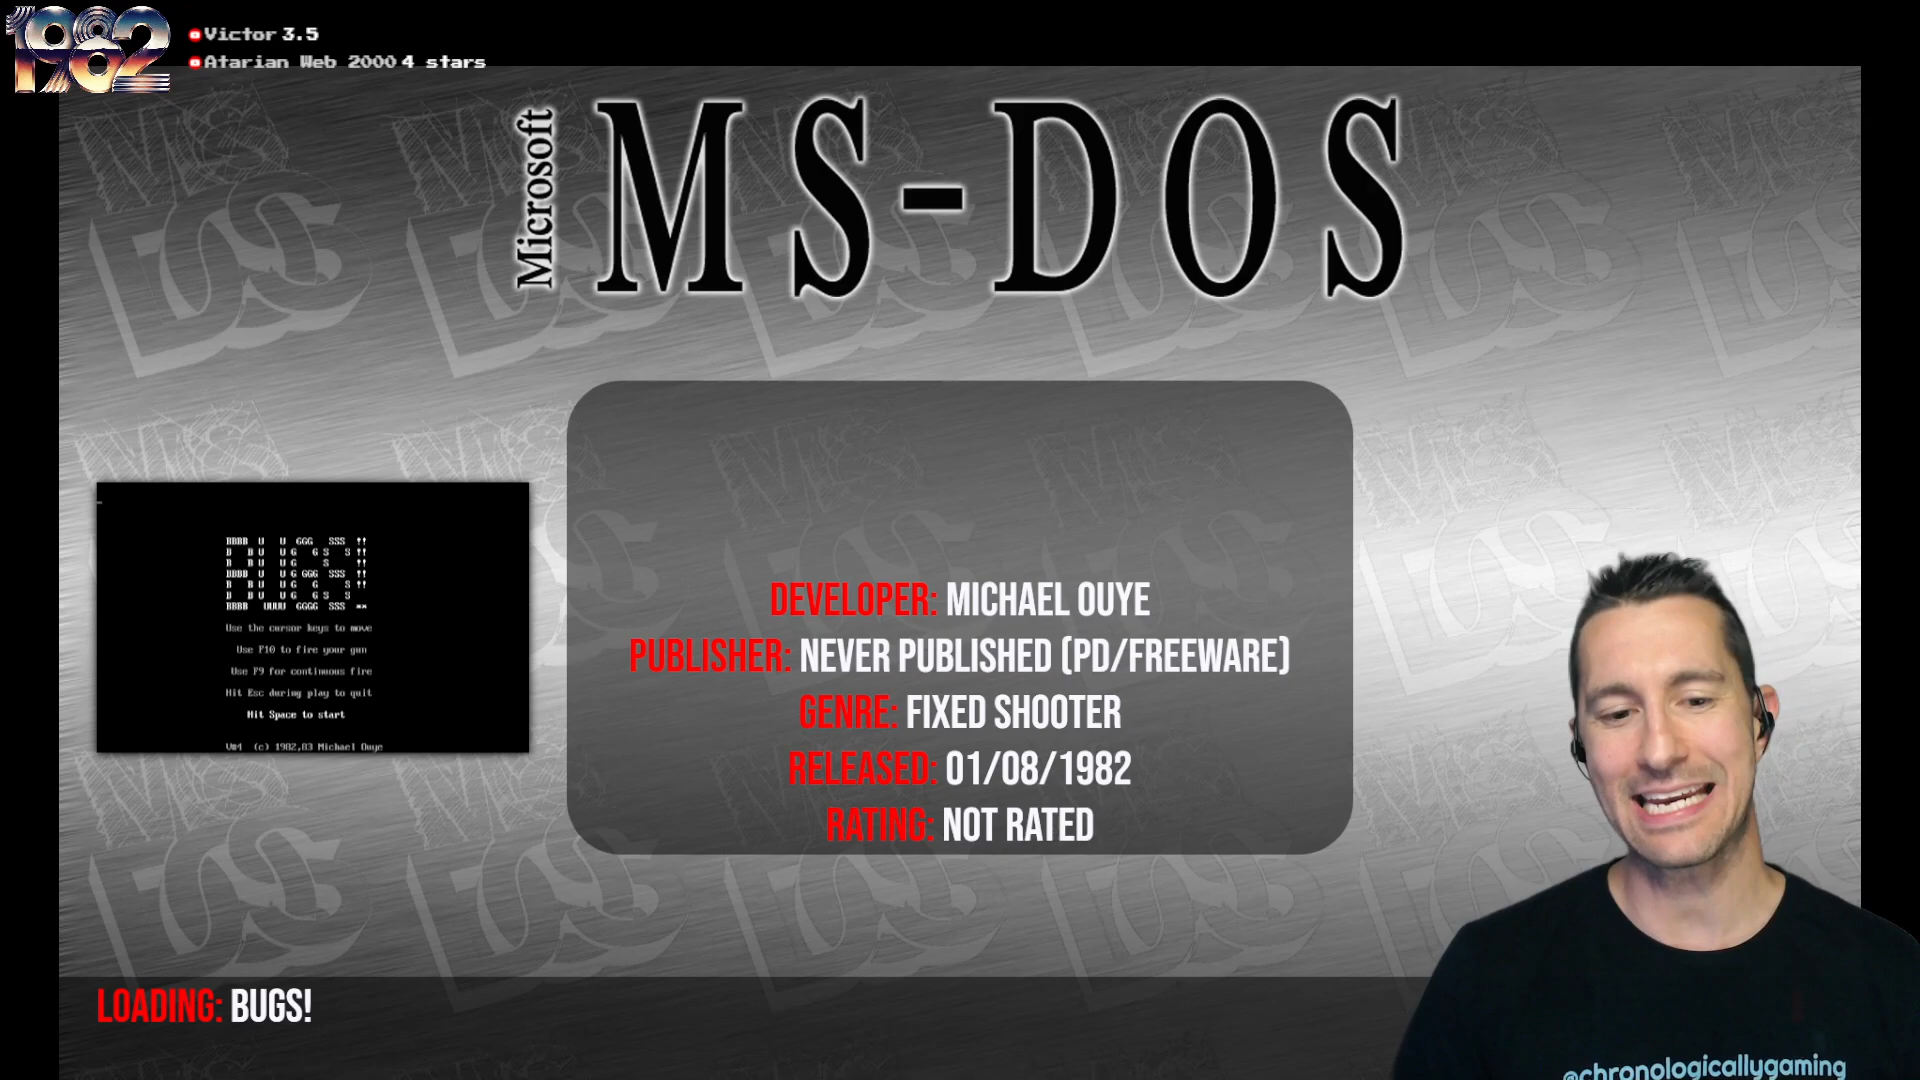 1982
Victor 3.5
Atarian Web 2000 4 stars
Microsoft
MS-DOS
BUGS!!
Use the cursor keys to move
Use F10 to fire your gun
Use F9 for continuous fire
Hit Esc during play to quit
Hit Space to start
(c) 1982,83 Michael Ouye
DEVELOPER: MICHAEL OUYE
PUBLISHER: NEVER PUBLISHED (PD/FREEWARE)
GENRE: FIXED SHOOTER
RELEASED: 01/08/1982
RATING: NOT RATED
LOADING: BUGS!
@chronologicallygaming